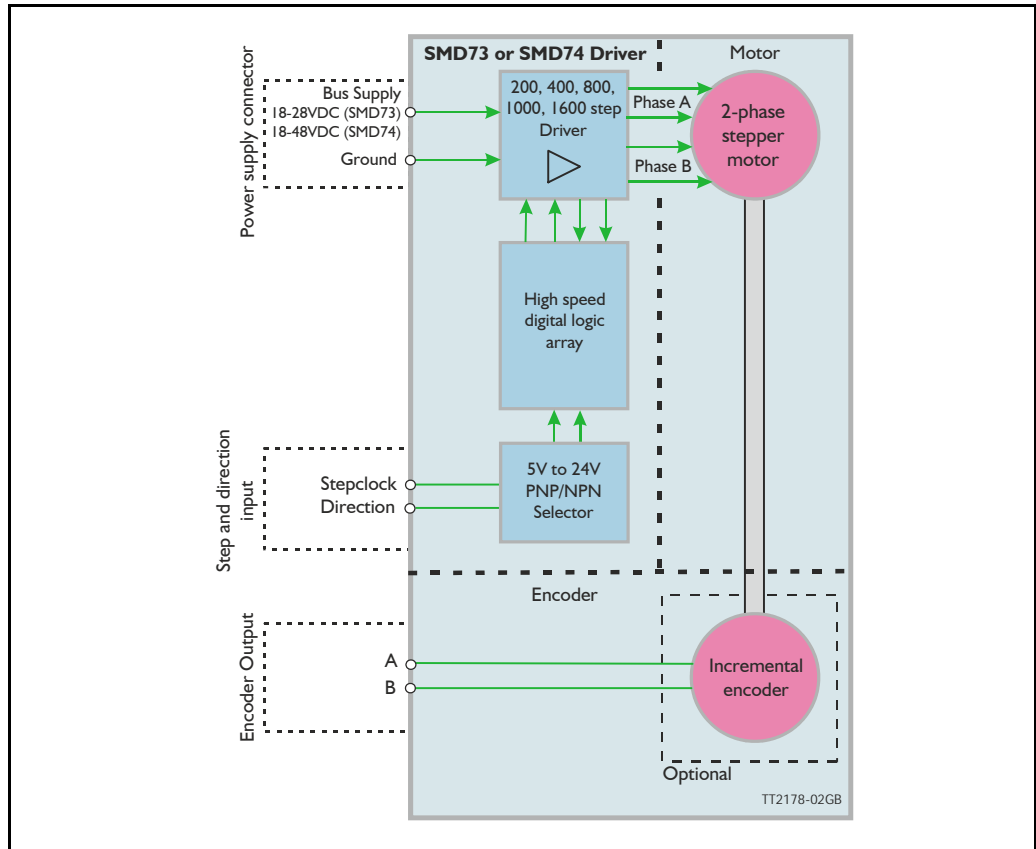 SMD73 or SMD74 Driver
Motor
Power supply connector
Bus Supply
18-28VDC (SMD73)
18-48VDC (SMD74)
Ground
200, 400, 800,
1000, 1600 step
Driver
Phase A
Phase B
2-phase
stepper
motor
High speed
digital logic
array
Step and direction
input
Stepclock
Direction
5V to 24V
PNP/NPN
Selector
Encoder
Encoder Output
A
B
Incremental
encoder
Optional
TT2178-02GB